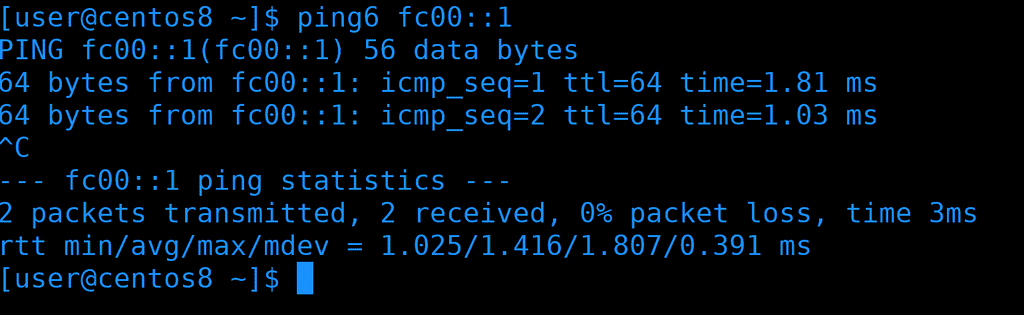 [user@centos8 ~]$ ping6 fc00::1
PING fc00::1(fc00::1) 56 data bytes
64 bytes from fc00::1: icmp_seq=1 ttl=64 time=1.81 ms
64 bytes from fc00::1: icmp_seq=2 ttl=64 time=1.03 ms
^C
--- fc00::1 ping statistics ---
2 packets transmitted, 2 received, 0% packet loss, time 3ms
rtt min/avg/max/mdev = 1.025/1.416/1.807/0.391 ms
[user@centos8 ~]$